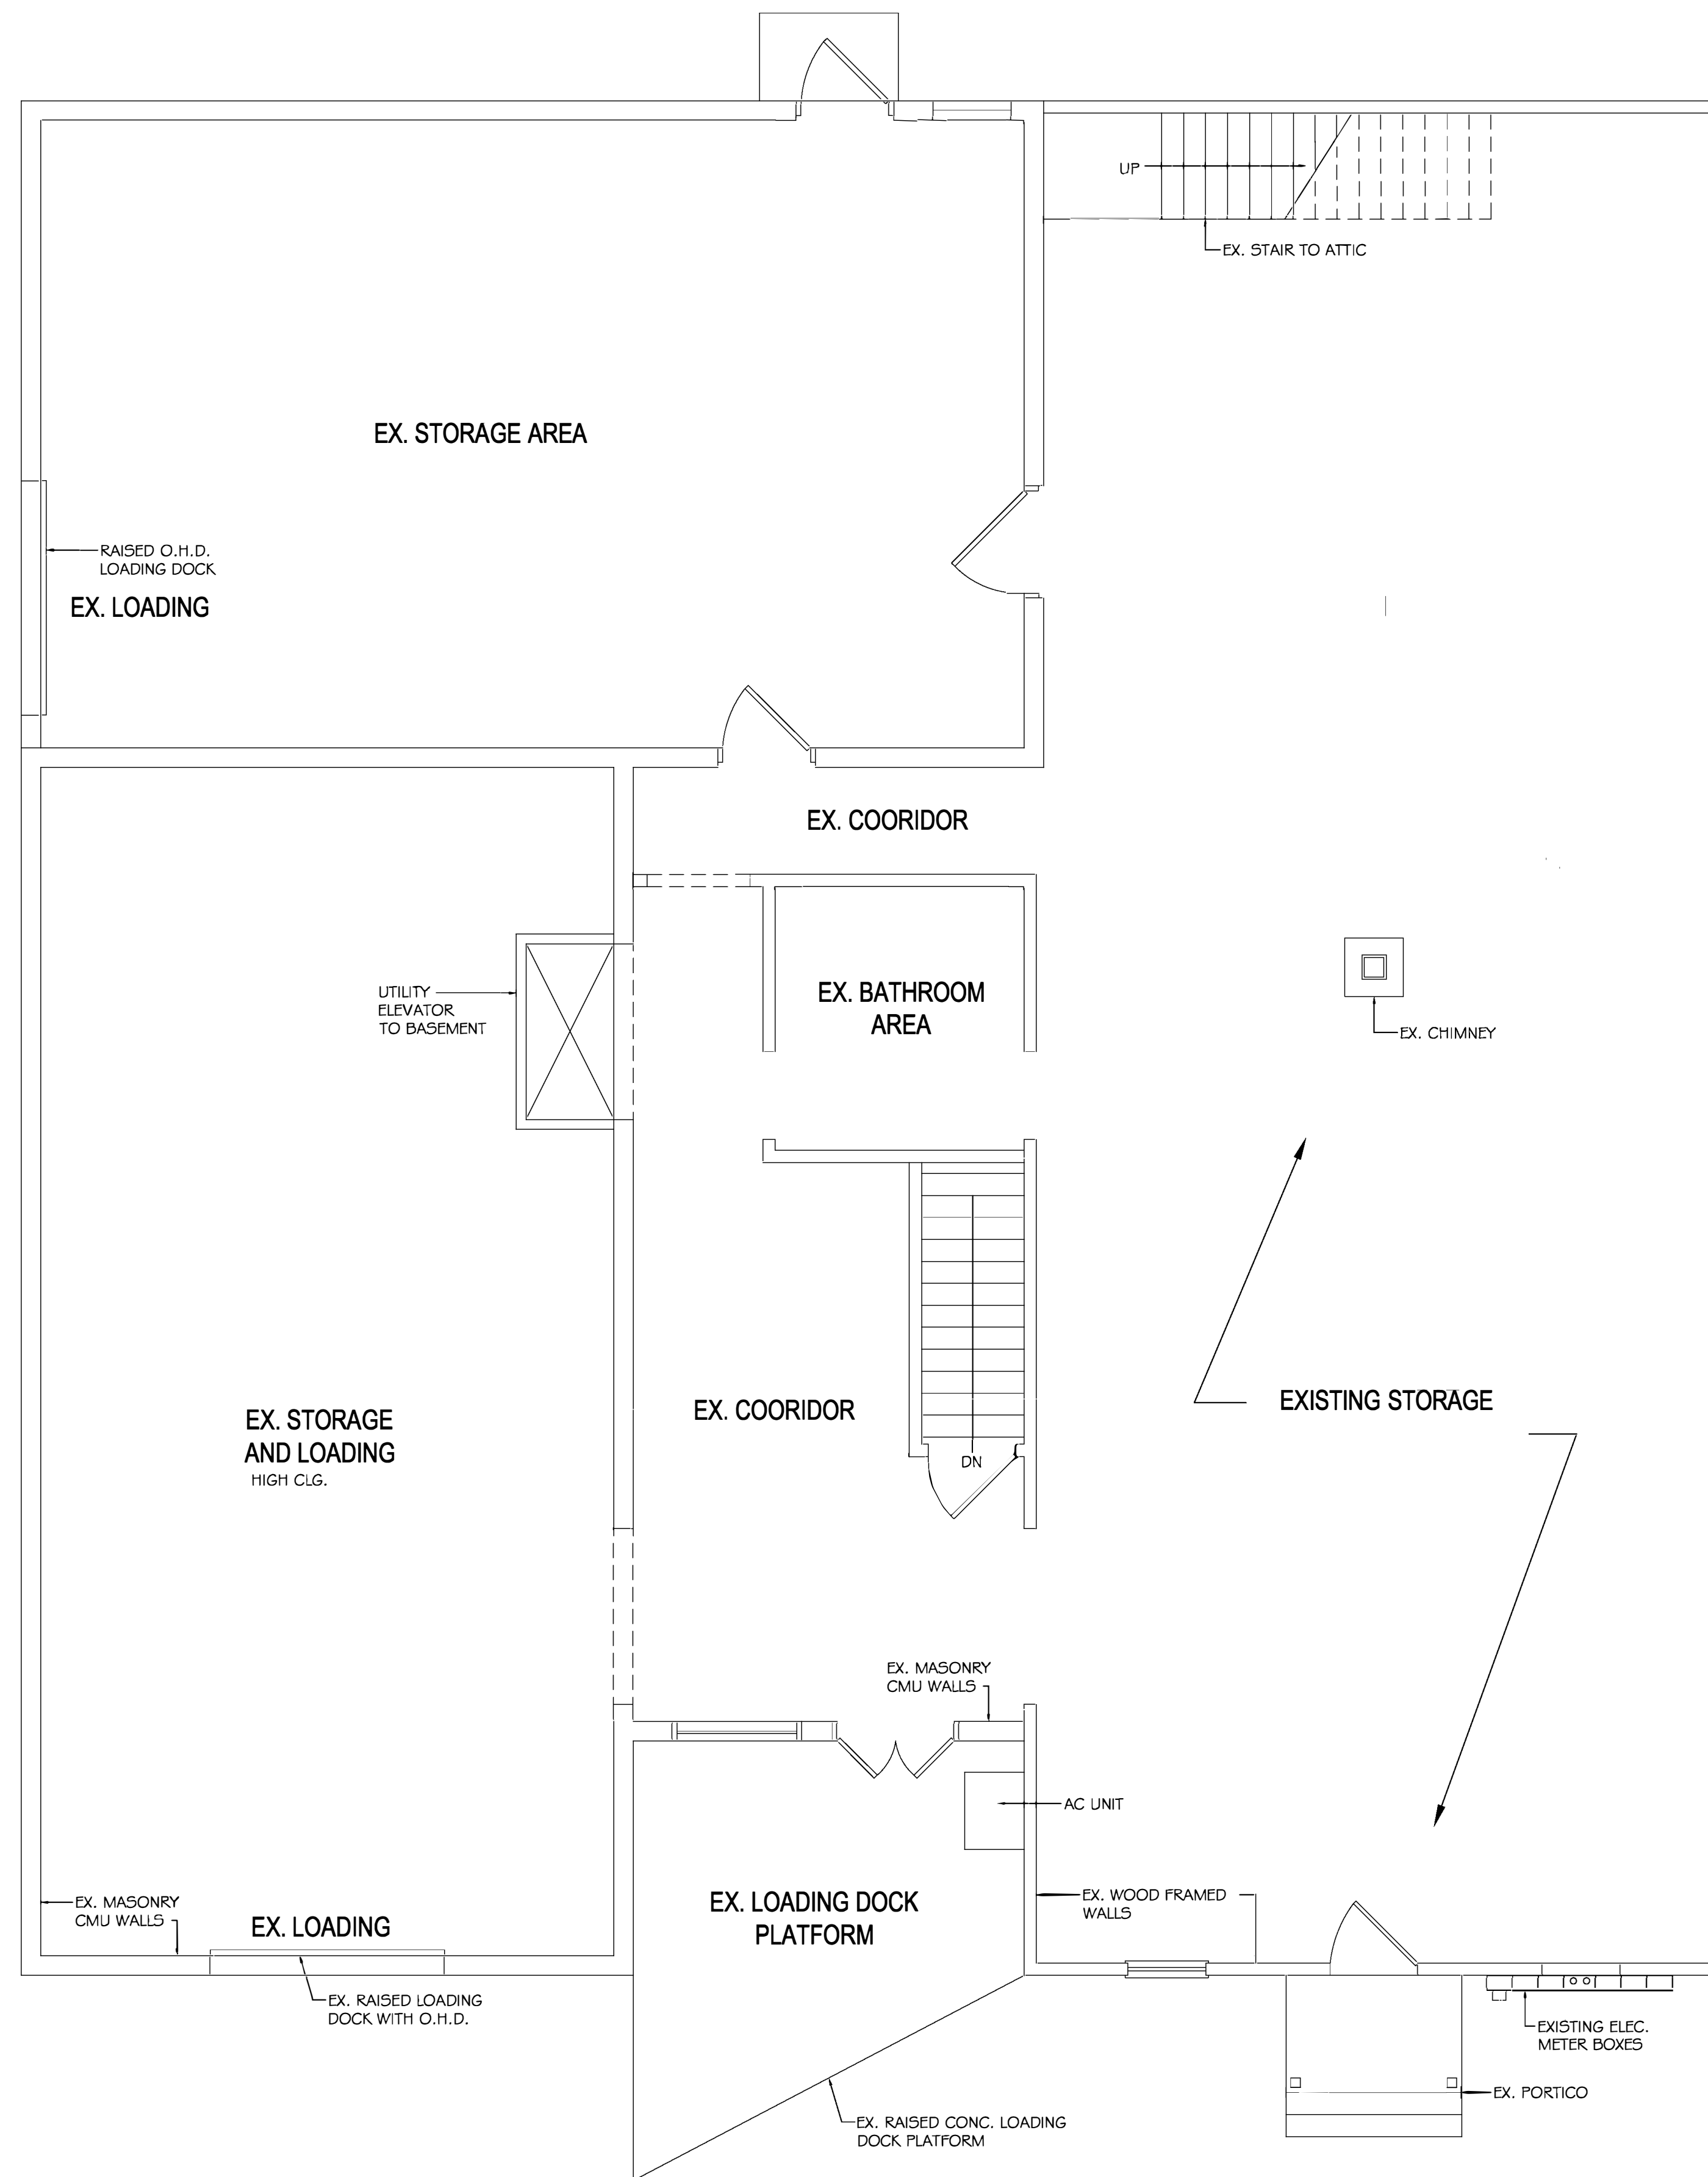 UP
EX. STAIR TO ATTIC
EX. STORAGE AREA
RAISED O.H.D.
LOADING DOCK
EX. LOADING
EX. COORIDOR
EX. BATHROOM
AREA
UTILITY
ELEVATOR
TO BASEMENT
EX. CHIMNEY
EX. STORAGE
AND LOADING
HIGH CLG.
EX. COORIDOR
DN
EXISTING STORAGE
EX. MASONRY
CMU WALLS
AC UNIT
EX. MASONRY
CMU WALLS
EX. LOADING
EX. LOADING DOCK
PLATFORM
EX. WOOD FRAMED
WALLS
EX. RAISED LOADING
DOCK WITH O.H.D.
EXISTING ELEC.
METER BOXES
EX. PORTICO
EX. RAISED CONC. LOADING
DOCK PLATFORM